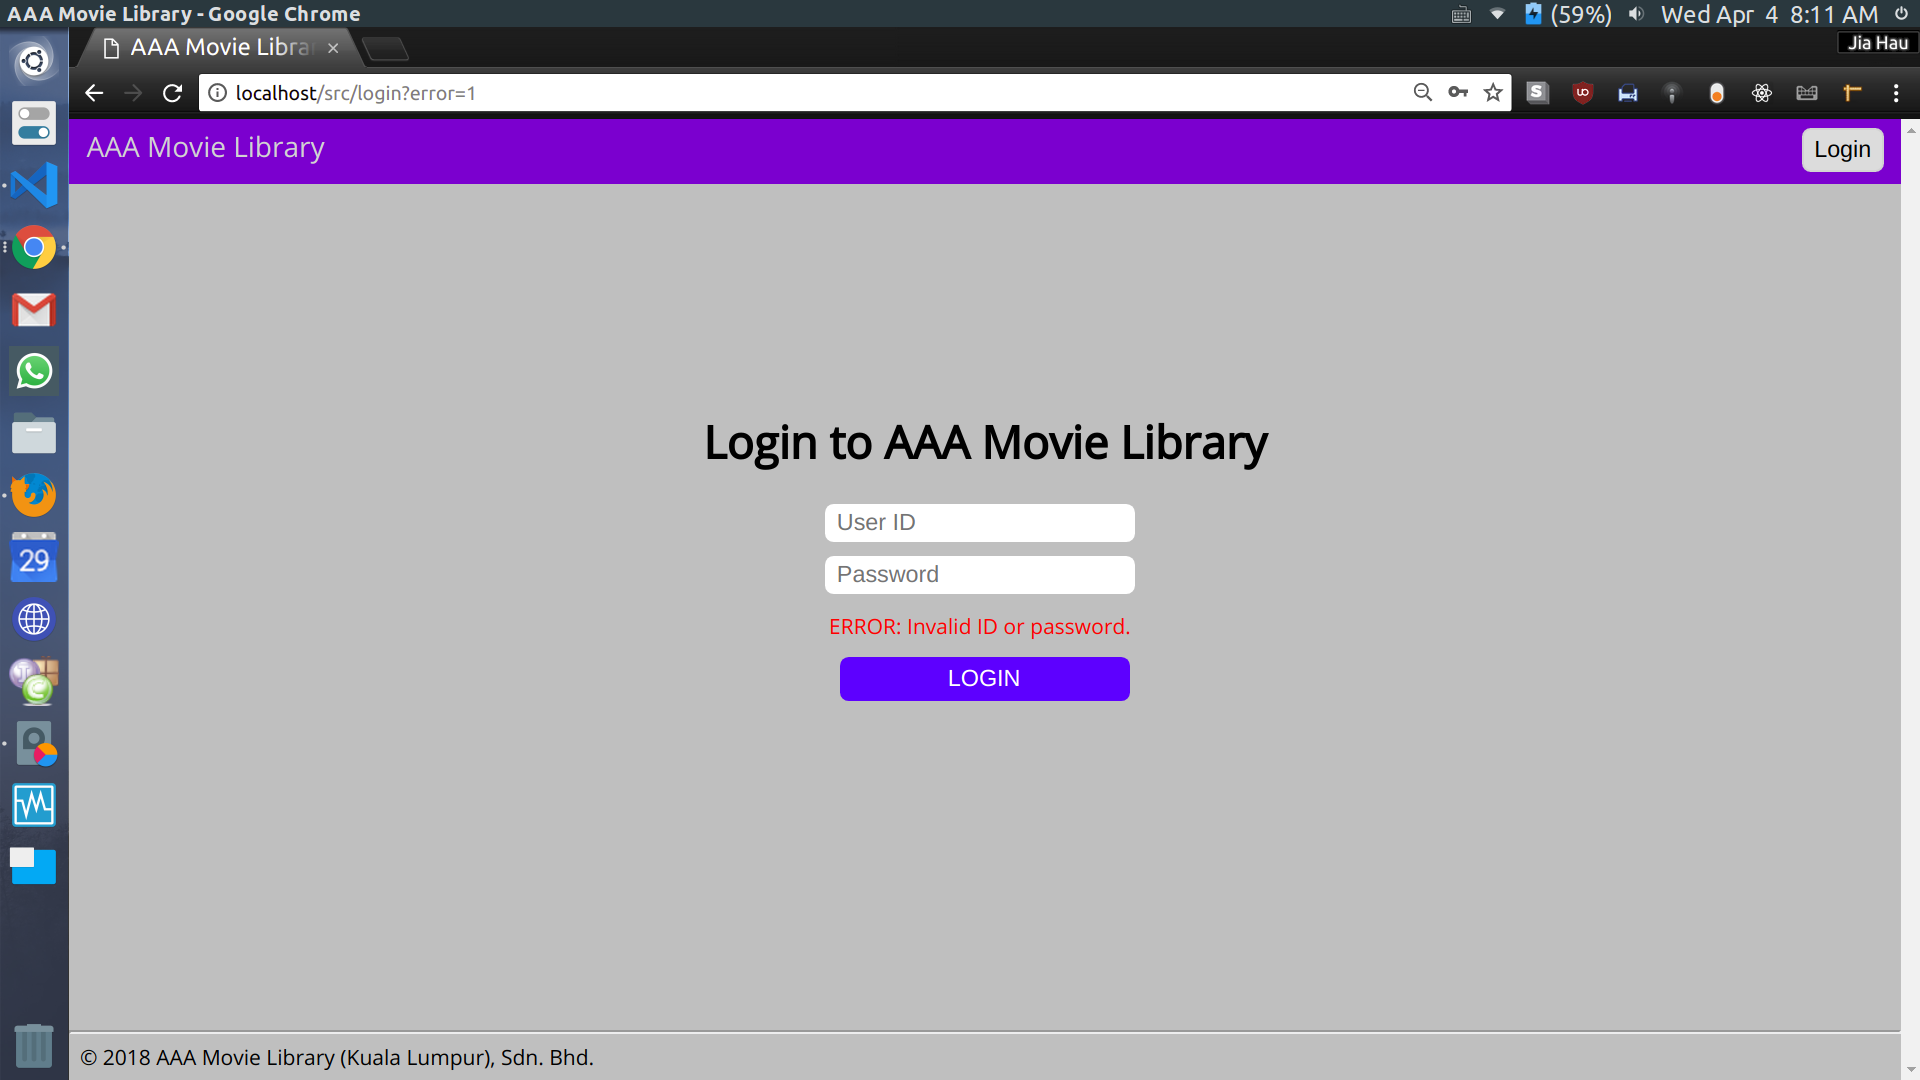 AAA Movie Library - Google Chrome
(59%) Wed Apr 4 8:11 AM
AAA Movie Libra
Jia Hau
localhost/src/login?error=1
S
UO
AAA Movie Library
Login
Login to AAA Movie Library
User ID
Password
ERROR: Invalid ID or password.
LOGIN
29
© 2018 AAA Movie Library (Kuala Lumpur), Sdn. Bhd.